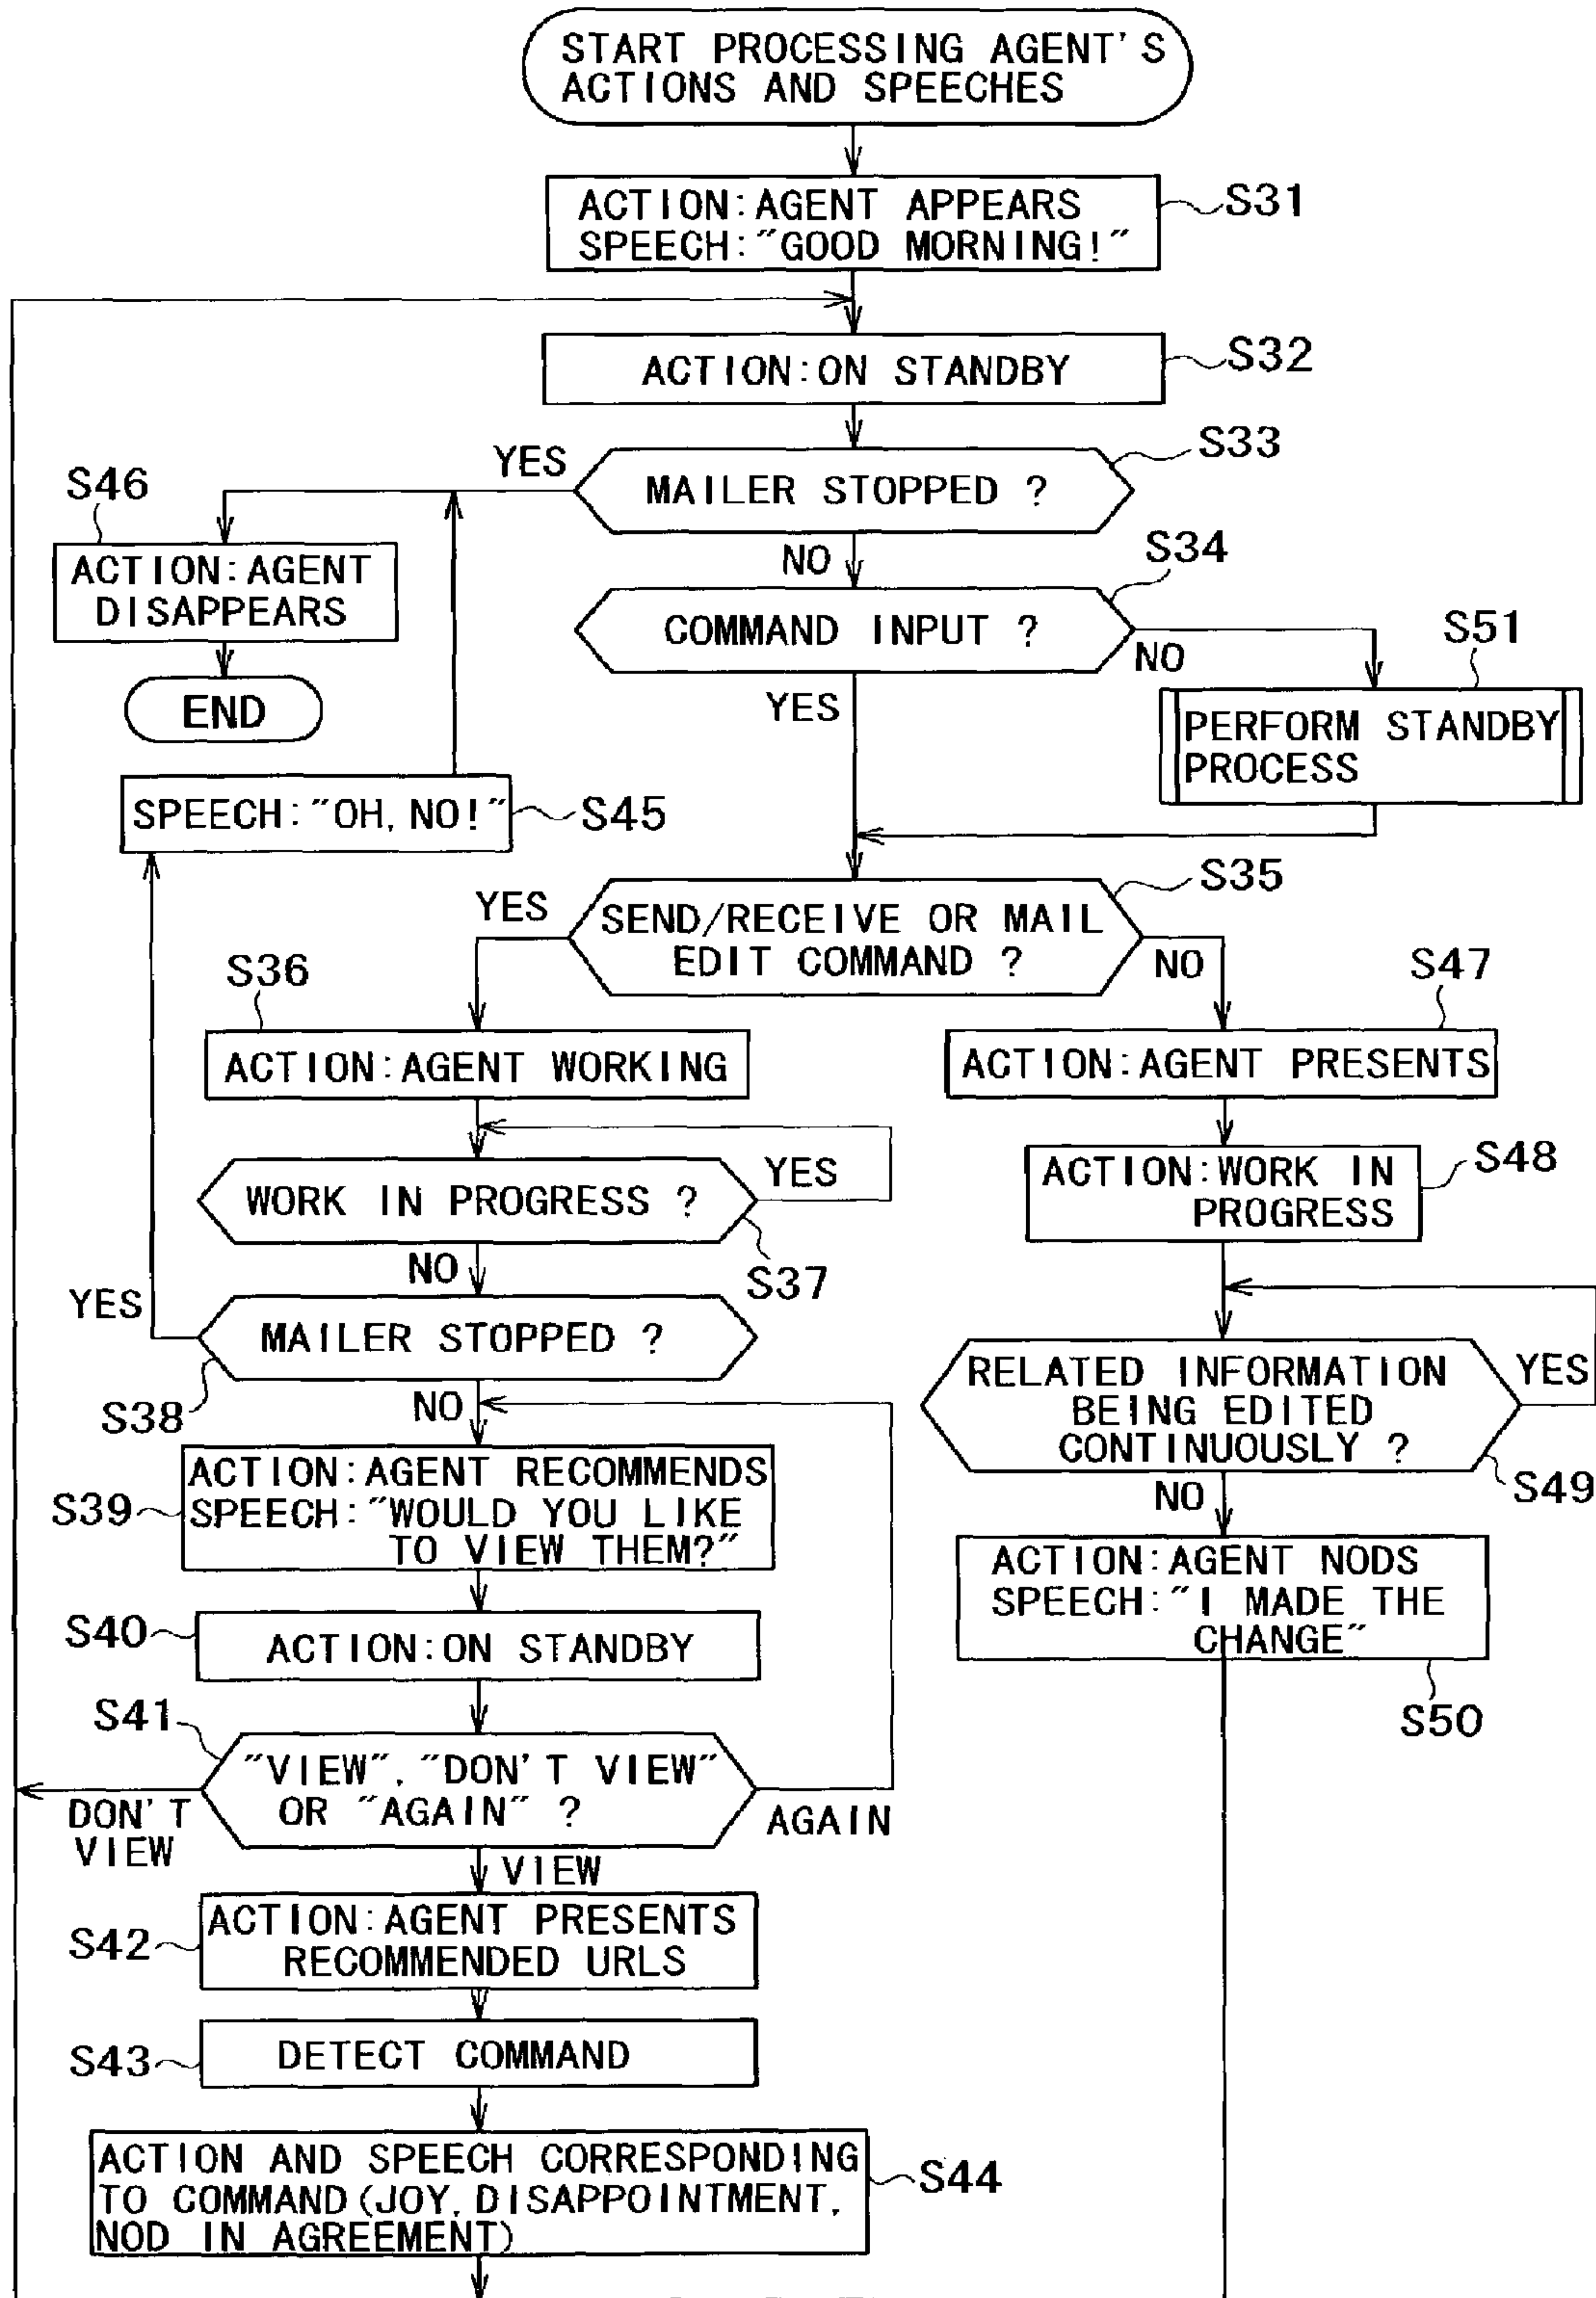 START PROCESSING AGENT'S
ACTIONS AND SPEECHES
ACTION:AGENT APPEARS
SPEECH:"GOOD MORNING!"
S31
ACTION:ON STANDBY
S32
MAILER STOPPED ?
S33
YES
NO
S46
ACTION:AGENT
DISAPPEARS
END
COMMAND INPUT ?
S34
NO
YES
S51
PERFORM STANDBY
PROCESS
SPEECH:"OH, NO!"
S45
SEND/RECEIVE OR MAIL
EDIT COMMAND ?
S35
YES
NO
S36
ACTION:AGENT WORKING
S47
ACTION:AGENT PRESENTS
WORK IN PROGRESS ?
YES
S37
NO
ACTION:WORK IN
PROGRESS
S48
MAILER STOPPED ?
YES
S38
NO
RELATED INFORMATION
BEING EDITED
CONTINUOUSLY ?
YES
S49
NO
ACTION:AGENT RECOMMENDS
SPEECH:"WOULD YOU LIKE
TO VIEW THEM?"
S39
ACTION:AGENT NODS
SPEECH:"I MADE THE
CHANGE"
S50
S40
ACTION:ON STANDBY
S41
"VIEW", "DON'T VIEW"
OR "AGAIN" ?
DON'T
VIEW
AGAIN
VIEW
S42
ACTION:AGENT PRESENTS
RECOMMENDED URLS
S43
DETECT COMMAND
ACTION AND SPEECH CORRESPONDING
TO COMMAND(JOY, DISAPPOINTMENT,
NOD IN AGREEMENT)
S44